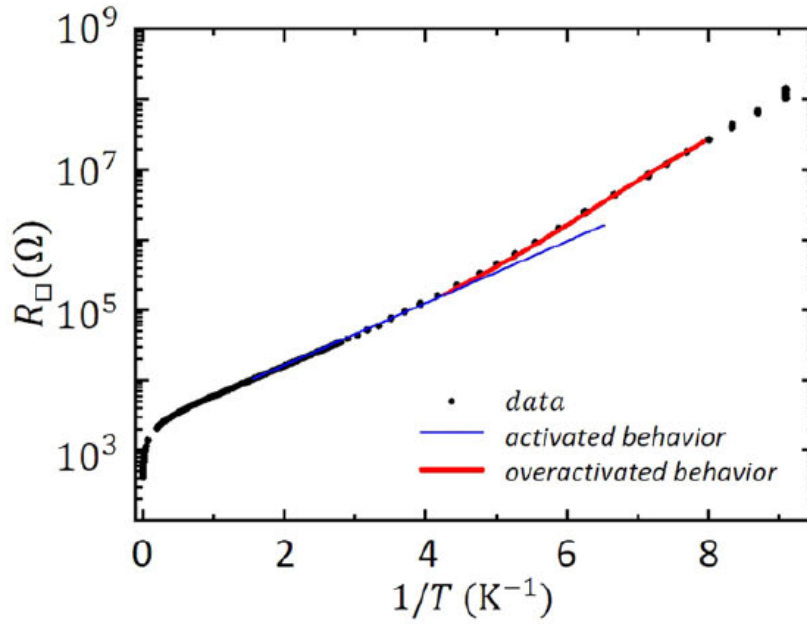 10⁹
10⁷
10⁵
10³
R□(Ω)
data
activated behavior
overactivated behavior
0 2 4 6 8
1/T (K⁻¹)